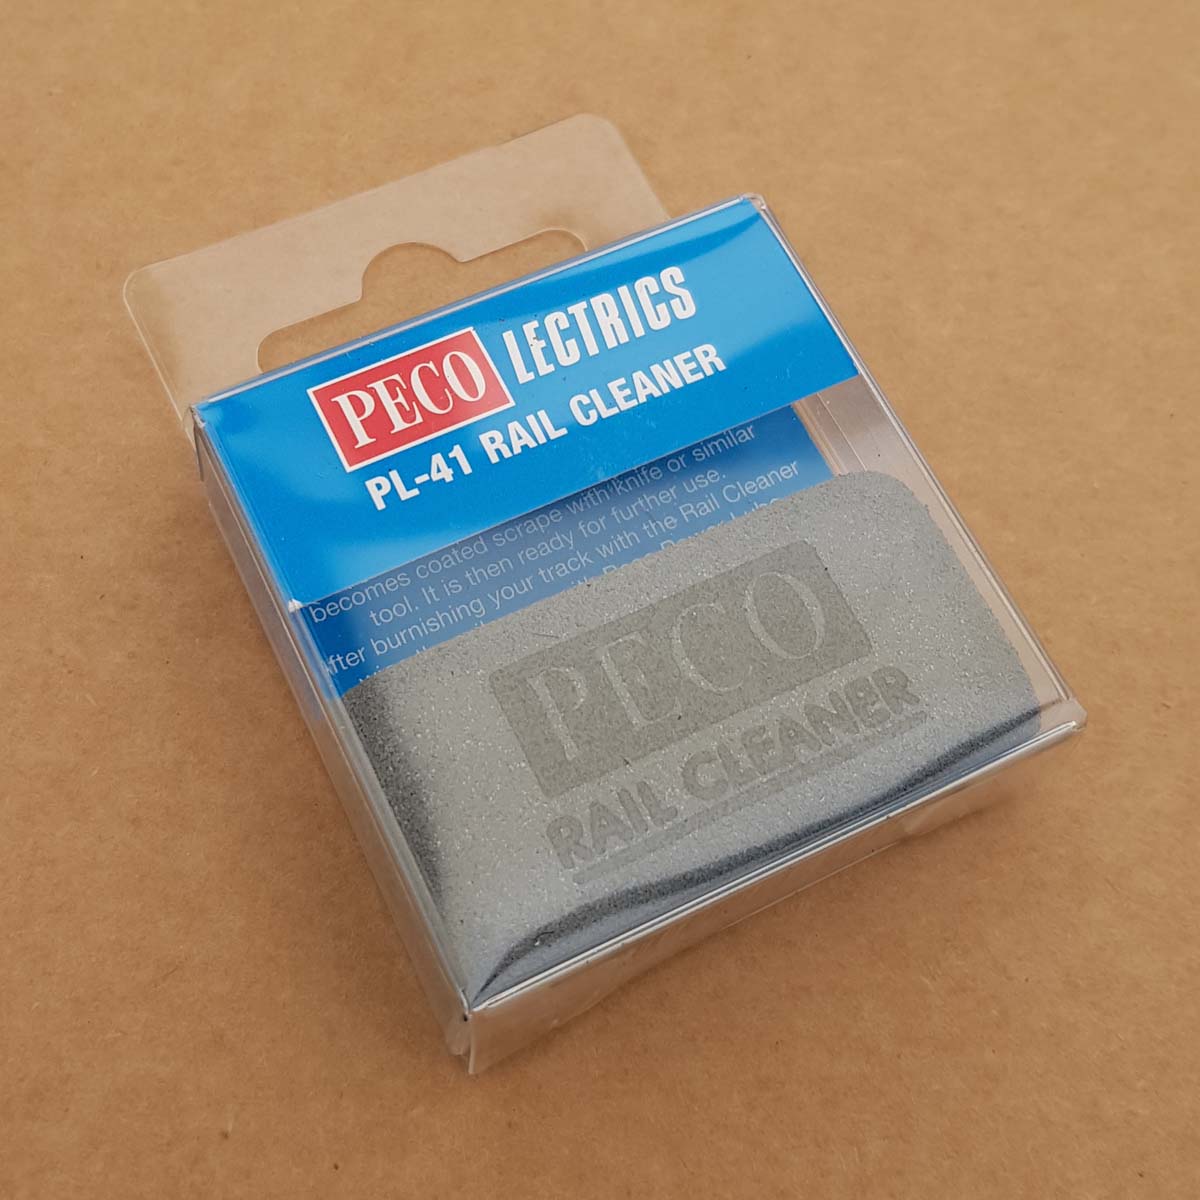 PECO LECTRICS
PL-41 RAIL CLEANER
becomes coated scrape with knife or similar
tool. It is then ready for further use.
After burnishing your track with the Rail Cleaner
PECO
RAIL CLEANER